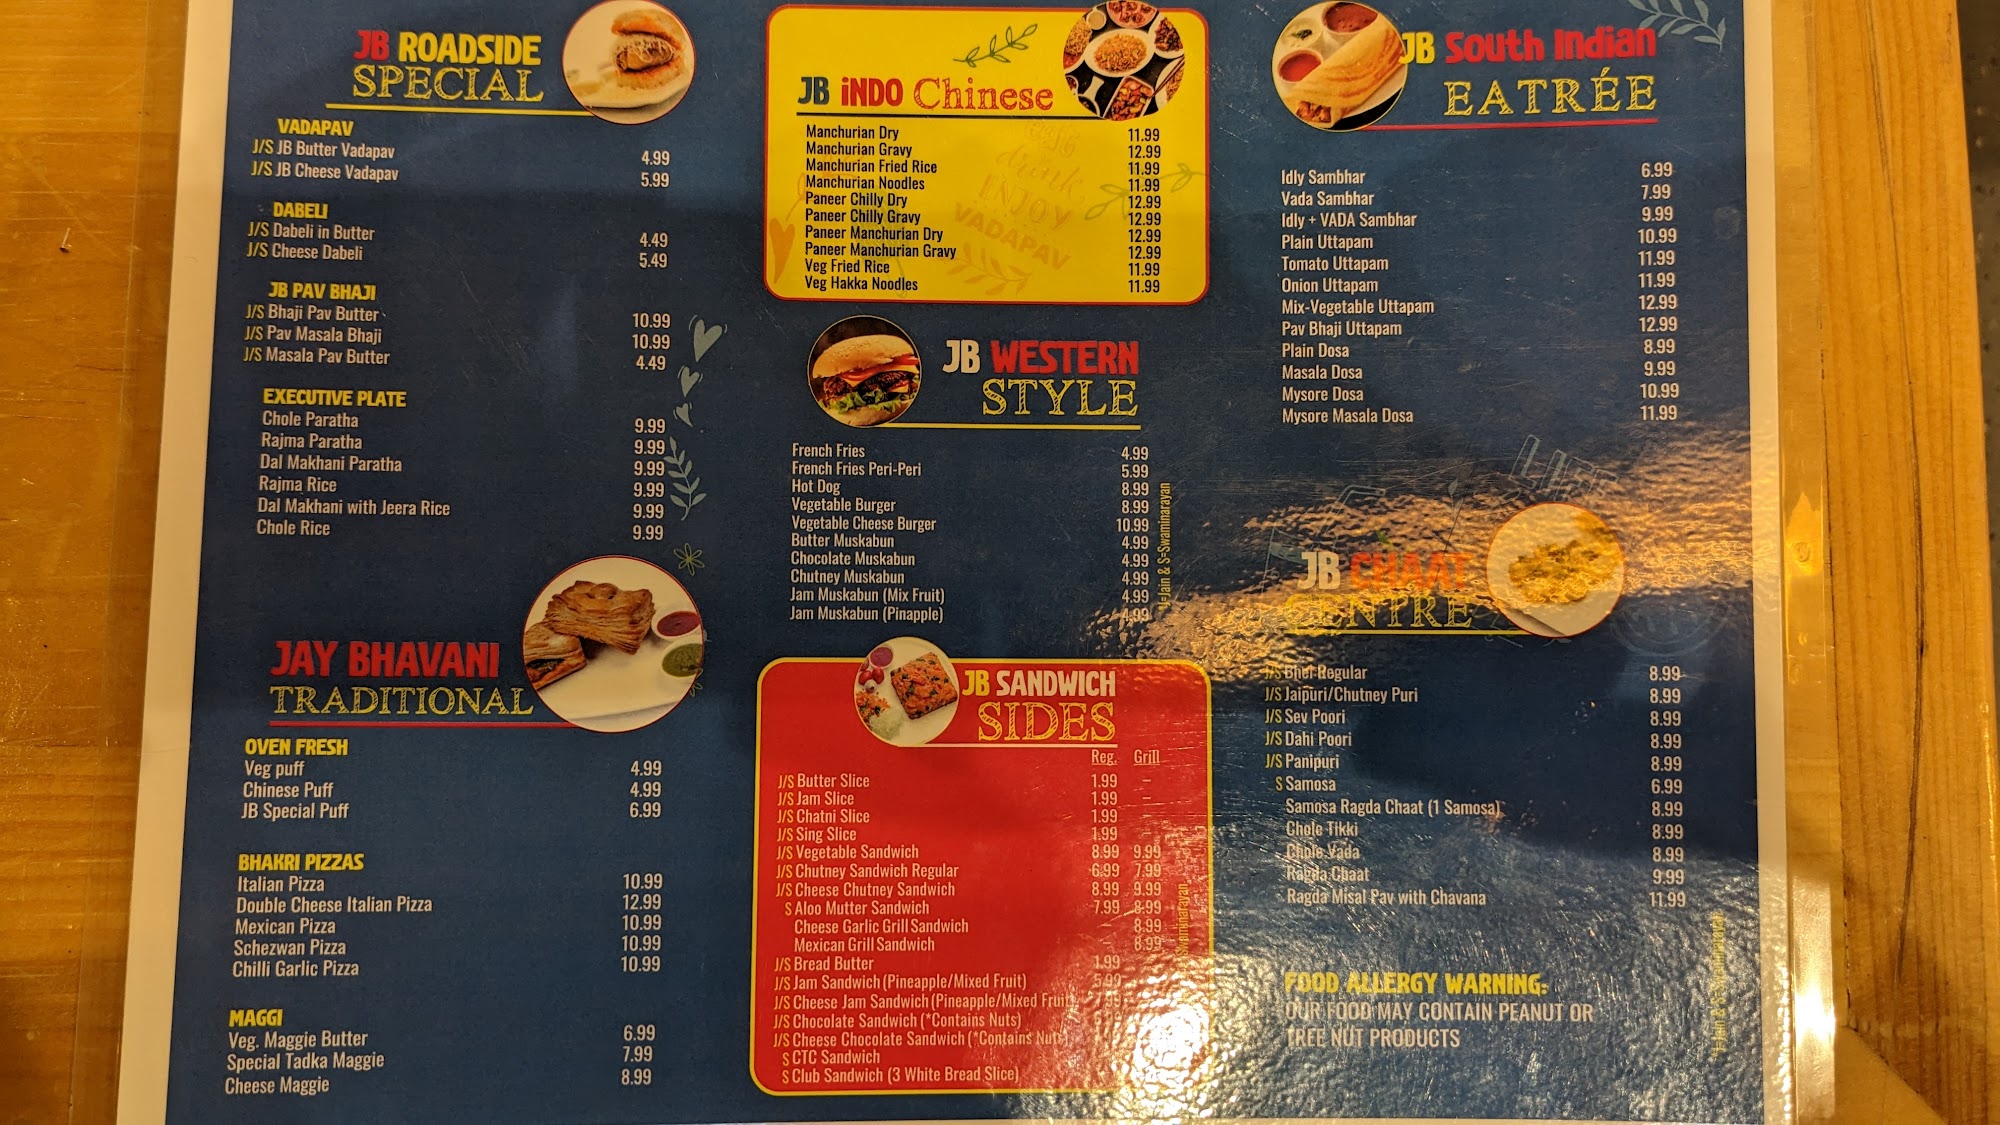 JB ROADSIDE
SPECIAL
VADAPAV
J/S JB Butter Vadapav 4.99
J/S JB Cheese Vadapav 5.99
DABELI
J/S Dabeli in Butter 4.49
J/S Cheese Dabeli 5.49
JB PAV BHAJI
J/S Bhaji Pav Butter 10.99
J/S Pav Masala Bhaji 10.99
J/S Masala Pav Butter 4.49
EXECUTIVE PLATE
Chole Paratha 9.99
Rajma Paratha 9.99
Dal Makhani Paratha 9.99
Rajma Rice 9.99
Dal Makhani with Jeera Rice 9.99
Chole Rice 9.99
JAY BHAVANI
TRADITIONAL
OVEN FRESH
Veg puff 4.99
Chinese Puff 4.99
JB Special Puff 6.99
BHAKRI PIZZAS
Italian Pizza 10.99
Double Cheese Italian Pizza 12.99
Mexican Pizza 10.99
Schezwan Pizza 10.99
Chilli Garlic Pizza 10.99
MAGGI
Veg. Maggie Butter 6.99
Special Tadka Maggie 7.99
Cheese Maggie 8.99
JB INDO Chinese
Manchurian Dry 11.99
Manchurian Gravy 12.99
Manchurian Fried Rice 11.99
Manchurian Noodles 11.99
Paneer Chilly Dry 12.99
Paneer Chilly Gravy 12.99
Paneer Manchurian Dry 12.99
Paneer Manchurian Gravy 12.99
Veg Fried Rice 11.99
Veg Hakka Noodles 11.99
drink
ENJOY
VADAPAV
JB WESTERN
STYLE
French Fries 4.99
French Fries Peri-Peri 5.99
Hot Dog 8.99
Vegetable Burger 8.99
Vegetable Cheese Burger 10.99
Butter Muskabun 4.99
Chocolate Muskabun 4.99
Chutney Muskabun 4.99
Jam Muskabun (Mix Fruit) 4.99
Jam Muskabun (Pinapple) 4.99
*J=Jain & S=Swaminarayan
JB SANDWICH
SIDES
Reg. Grill
J/S Butter Slice 1.99 –
J/S Jam Slice 1.99 –
J/S Chatni Slice 1.99
J/S Sing Slice 1.99 –
J/S Vegetable Sandwich 8.99 9.99
J/S Chutney Sandwich Regular 6.99 7.99
J/S Cheese Chutney Sandwich 8.99 9.99
S Aloo Mutter Sandwich 7.99 8.99
Cheese Garlic Grill Sandwich – 8.99
Mexican Grill Sandwich – 8.99
J/S Bread Butter 1.99
J/S Jam Sandwich (Pineapple/Mixed Fruit) 5.99
J/S Cheese Jam Sandwich (Pineapple/Mixed Fruit) 7.99
J/S Chocolate Sandwich (*Contains Nuts)
J/S Cheese Chocolate Sandwich (*Contains Nuts)
S CTC Sandwich
S Club Sandwich (3 White Bread Slice)
Swaminarayan
JB South Indian
EATRÉE
Idly Sambhar 6.99
Vada Sambhar 7.99
Idly + VADA Sambhar 9.99
Plain Uttapam 10.99
Tomato Uttapam 11.99
Onion Uttapam 11.99
Mix-Vegetable Uttapam 12.99
Pav Bhaji Uttapam 12.99
Plain Dosa 8.99
Masala Dosa 9.99
Mysore Dosa 10.99
Mysore Masala Dosa 11.99
JB CHAAT
CENTRE
J/S Bhel Regular 8.99
J/S Jaipuri/Chutney Puri 8.99
J/S Sev Poori 8.99
J/S Dahi Poori 8.99
J/S Panipuri 8.99
S Samosa 6.99
Samosa Ragda Chaat (1 Samosa) 8.99
Chole Tikki 8.99
Chole Vada 8.99
Ragda Chaat 9.99
Ragda Misal Pav with Chavana 11.99
FOOD ALLERGY WARNING:
OUR FOOD MAY CONTAIN PEANUT OR
TREE NUT PRODUCTS
*J=Jain & S=Swaminarayan